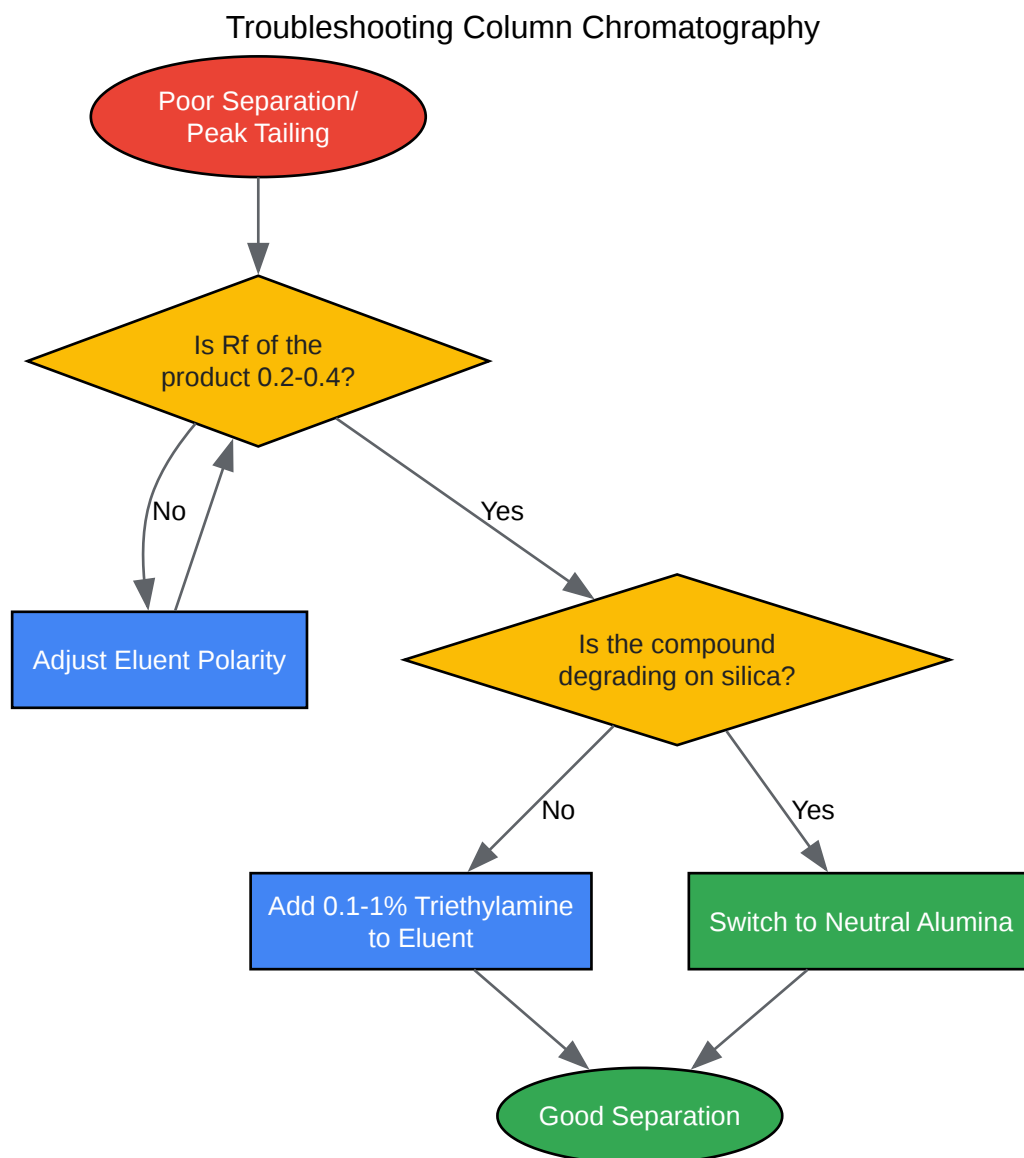 Troubleshooting Column Chromatography
Poor Separation/
Peak Tailing
Is Rf of the
product 0.2-0.4?
No
Yes
Adjust Eluent Polarity
Is the compound
degrading on silica?
No
Yes
Add 0.1-1% Triethylamine
to Eluent
Switch to Neutral Alumina
Good Separation